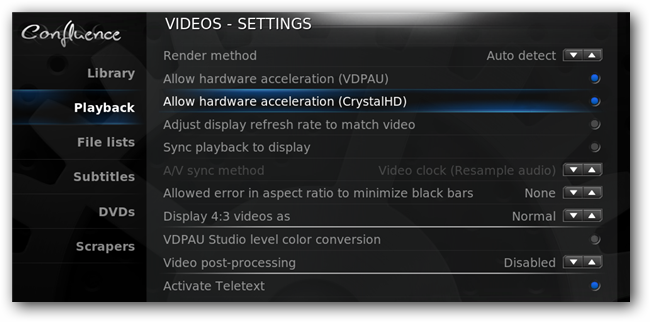 Confluence
VIDEOS - SETTINGS
Library
Playback
File lists
Subtitles
DVDs
Scrapers
Render method Auto detect
Allow hardware acceleration (VDPAU)
Allow hardware acceleration (CrystalHD)
Adjust display refresh rate to match video
Sync playback to display
A/V sync method Video clock (Resample audio)
Allowed error in aspect ratio to minimize black bars None
Display 4:3 videos as Normal
VDPAU Studio level color conversion
Video post-processing Disabled
Activate Teletext